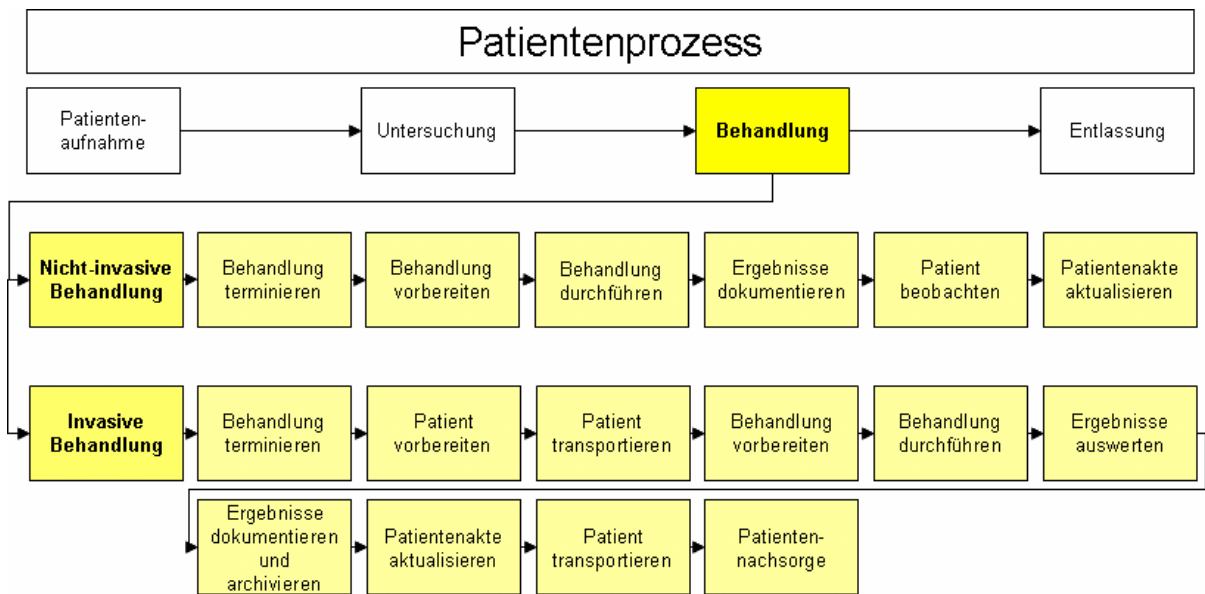 Patientenprozess
Patienten-
aufnahme
Untersuchung
Behandlung
Entlassung
Nicht-invasive
Behandlung
Behandlung
terminieren
Behandlung
vorbereiten
Behandlung
durchführen
Ergebnisse
dokumentieren
Patient
beobachten
Patientenakte
aktualisieren
Invasive
Behandlung
Behandlung
terminieren
Patient
vorbereiten
Patient
transportieren
Behandlung
vorbereiten
Behandlung
durchführen
Ergebnisse
auswerten
Ergebnisse
dokumentieren
und
archivieren
Patientenakte
aktualisieren
Patient
transportieren
Patienten-
nachsorge